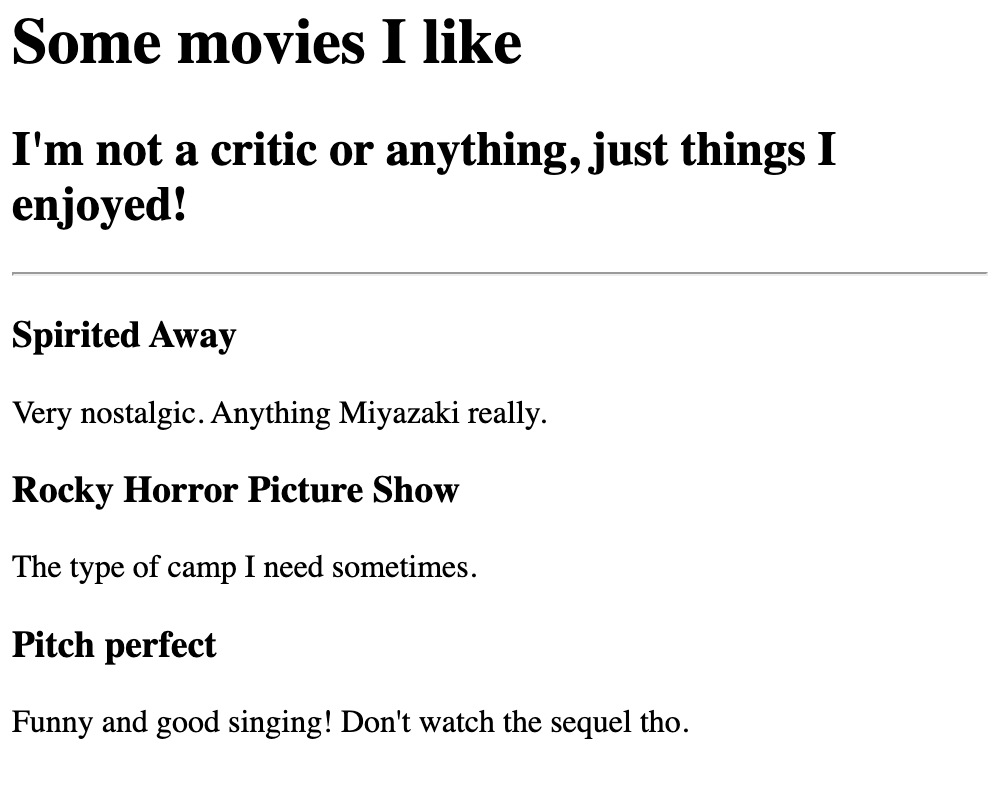 Some movies I like
I'm not a critic or anything, just things I
enjoyed!
Spirited Away
Very nostalgic. Anything Miyazaki really.
Rocky Horror Picture Show
The type of camp I need sometimes.
Pitch perfect
Funny and good singing! Don't watch the sequel tho.